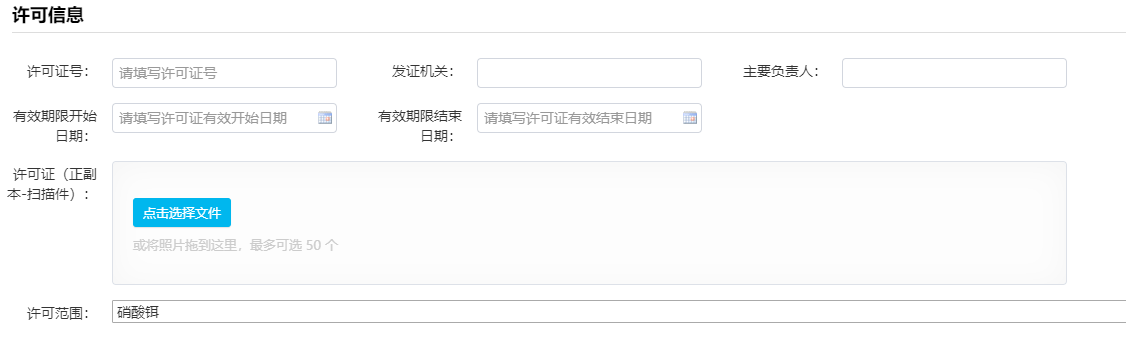 许可信息
许可证号： 请填写许可证号 发证机关： 主要负责人：
有效期限开始日期： 请填写许可证有效开始日期 有效期限结束日期： 请填写许可证有效结束日期
许可证（正副本-扫描件）：
点击选择文件
或将照片拖到这里，最多可选 50 个
许可范围： 硝酸铒